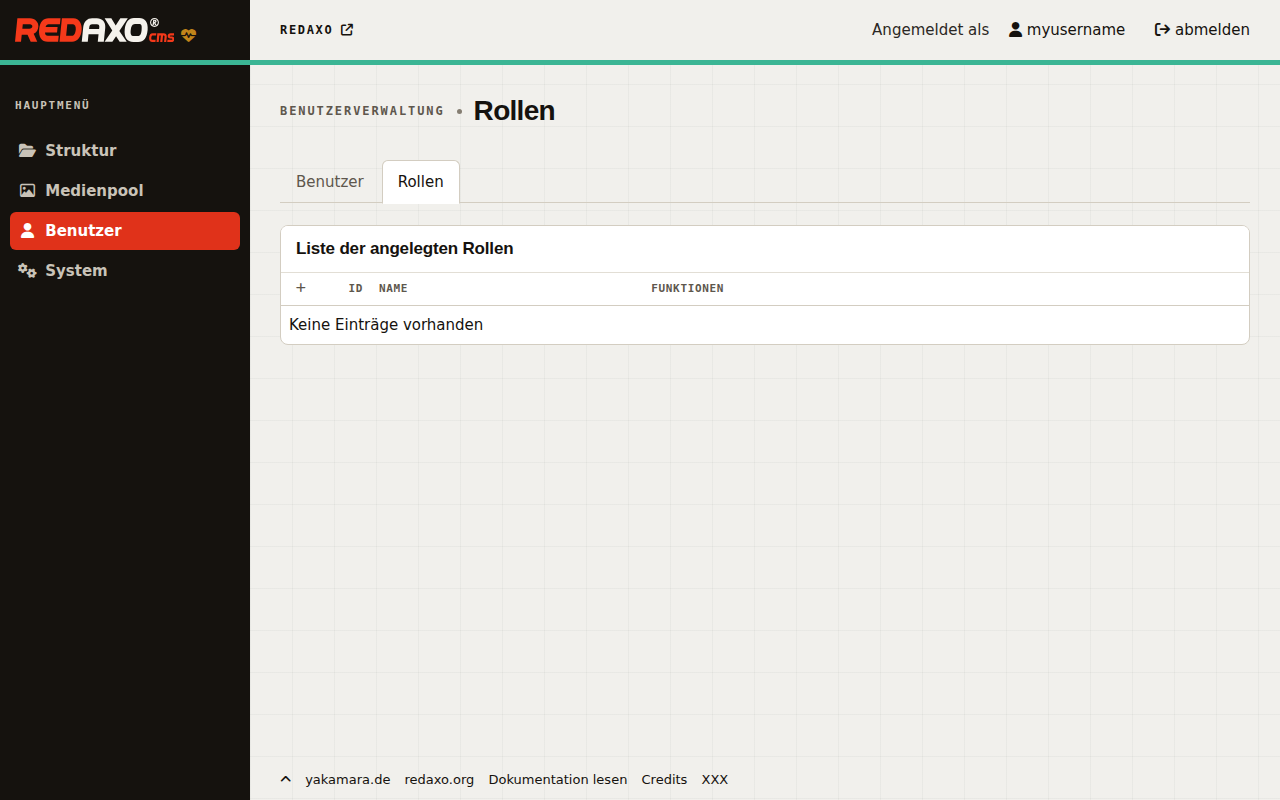 REDAXO® cms
REDAXO
Angemeldet als myusername abmelden
HAUPTMENÜ
Struktur
Medienpool
Benutzer
System
BENUTZERVERWALTUNG • Rollen
Benutzer Rollen
Liste der angelegten Rollen
+ ID NAME FUNKTIONEN
Keine Einträge vorhanden
yakamara.de redaxo.org Dokumentation lesen Credits XXX